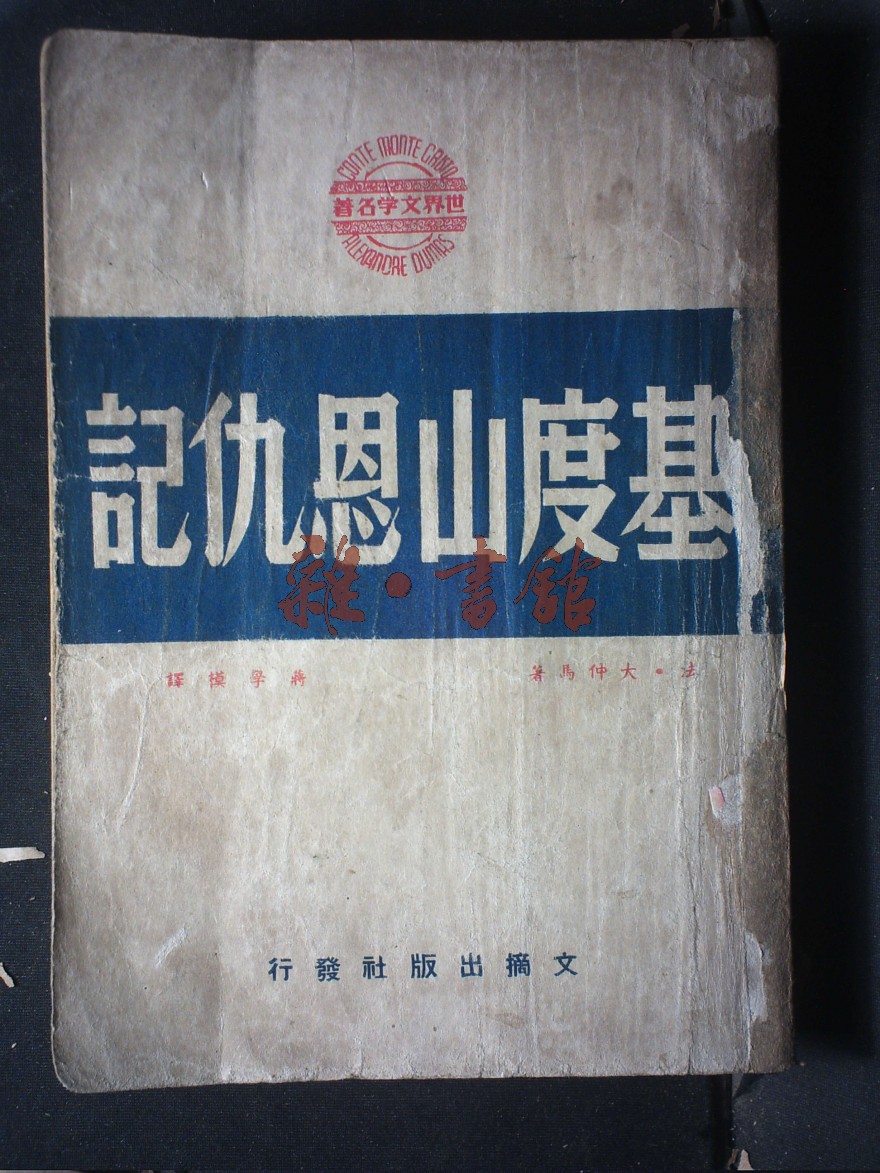 CONTE MONTE CRISTO
世界文学名著
ALEXANDRE DUMAS
基度山恩仇記
雜·書館
法·大仲馬著
蔣學模譯
文摘出版社發行